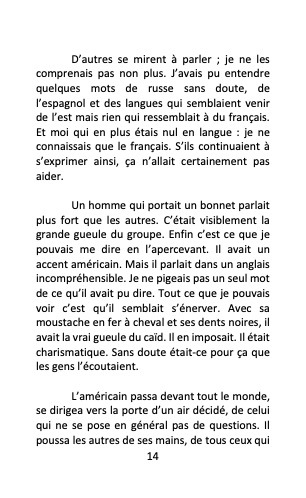 D’autres se mirent à parler ; je ne les
comprenais pas non plus. J’avais pu entendre
quelques mots de russe sans doute, de
l’espagnol et des langues qui semblaient venir
de l’est mais rien qui ressemblait à du français.
Et moi qui en plus étais nul en langue : je ne
connaissais que le français. S’ils continuaient à
s’exprimer ainsi, ça n’allait certainement pas
aider.
Un homme qui portait un bonnet parlait
plus fort que les autres. C’était visiblement la
grande gueule du groupe. Enfin c’est ce que je
pouvais me dire en l’apercevant. Il avait un
accent américain. Mais il parlait dans un anglais
incompréhensible. Je ne pigeais pas un seul mot
de ce qu’il avait pu dire. Tout ce que je pouvais
voir c’est qu’il semblait s’énerver. Avec sa
moustache en fer à cheval et ses dents noires, il
avait la vrai gueule du caïd. Il en imposait. Il était
charismatique. Sans doute était-ce pour ça que
les gens l’écoutaient.
L’américain passa devant tout le monde,
se dirigea vers la porte d’un air décidé, de celui
qui ne se pose en général pas de questions. Il
poussa les autres de ses mains, de tous ceux qui
14